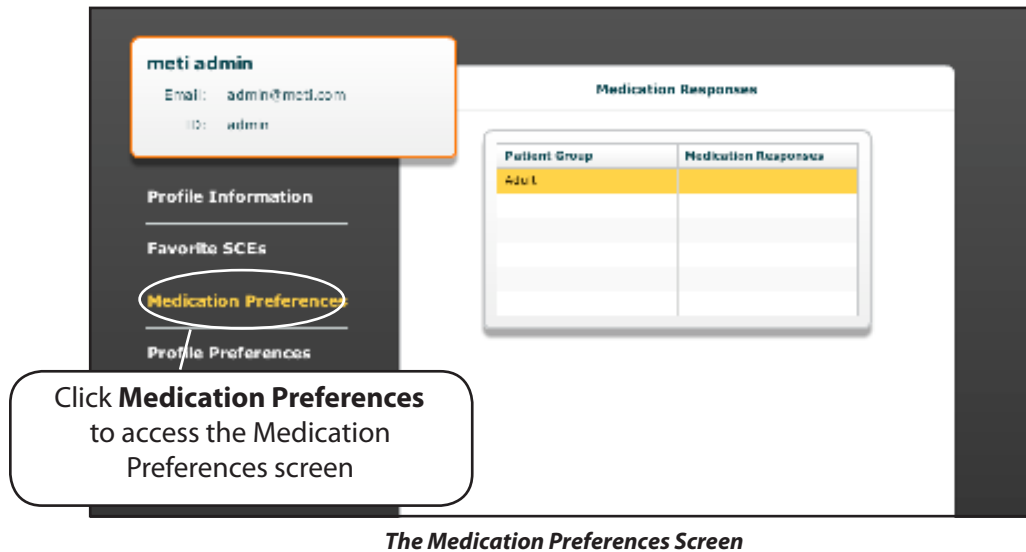 meti admin
Email: admin@meti.com
ID: admin
Medication Responses
Patient Group Medication Responses
Adult
Profile Information
Favorite SCEs
Medication Preferences
Profile Preferences
Click Medication Preferences
to access the Medication
Preferences screen
The Medication Preferences Screen